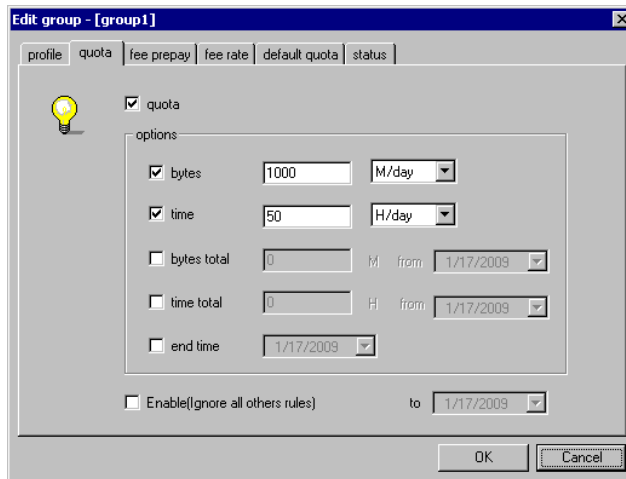 Edit group - [group1]
profile quota fee prepay fee rate default quota status
quota
options
bytes 1000 M/day
time 50 H/day
bytes total 0 M from 1/17/2009
time total 0 H from 1/17/2009
end time 1/17/2009
Enable(Ignore all others rules) to 1/17/2009
OK Cancel